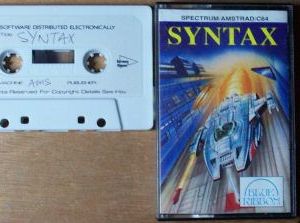 SOFTWARE DISTRIBUTED ELECTRONICALLY
Title: SYNTAX
MACHINE AMS PUBLISHER
Rights Reserved For Copyright Details See Inlay
SPECTRUM/AMSTRAD/C64
SYNTAX
BLUE
RIBBON